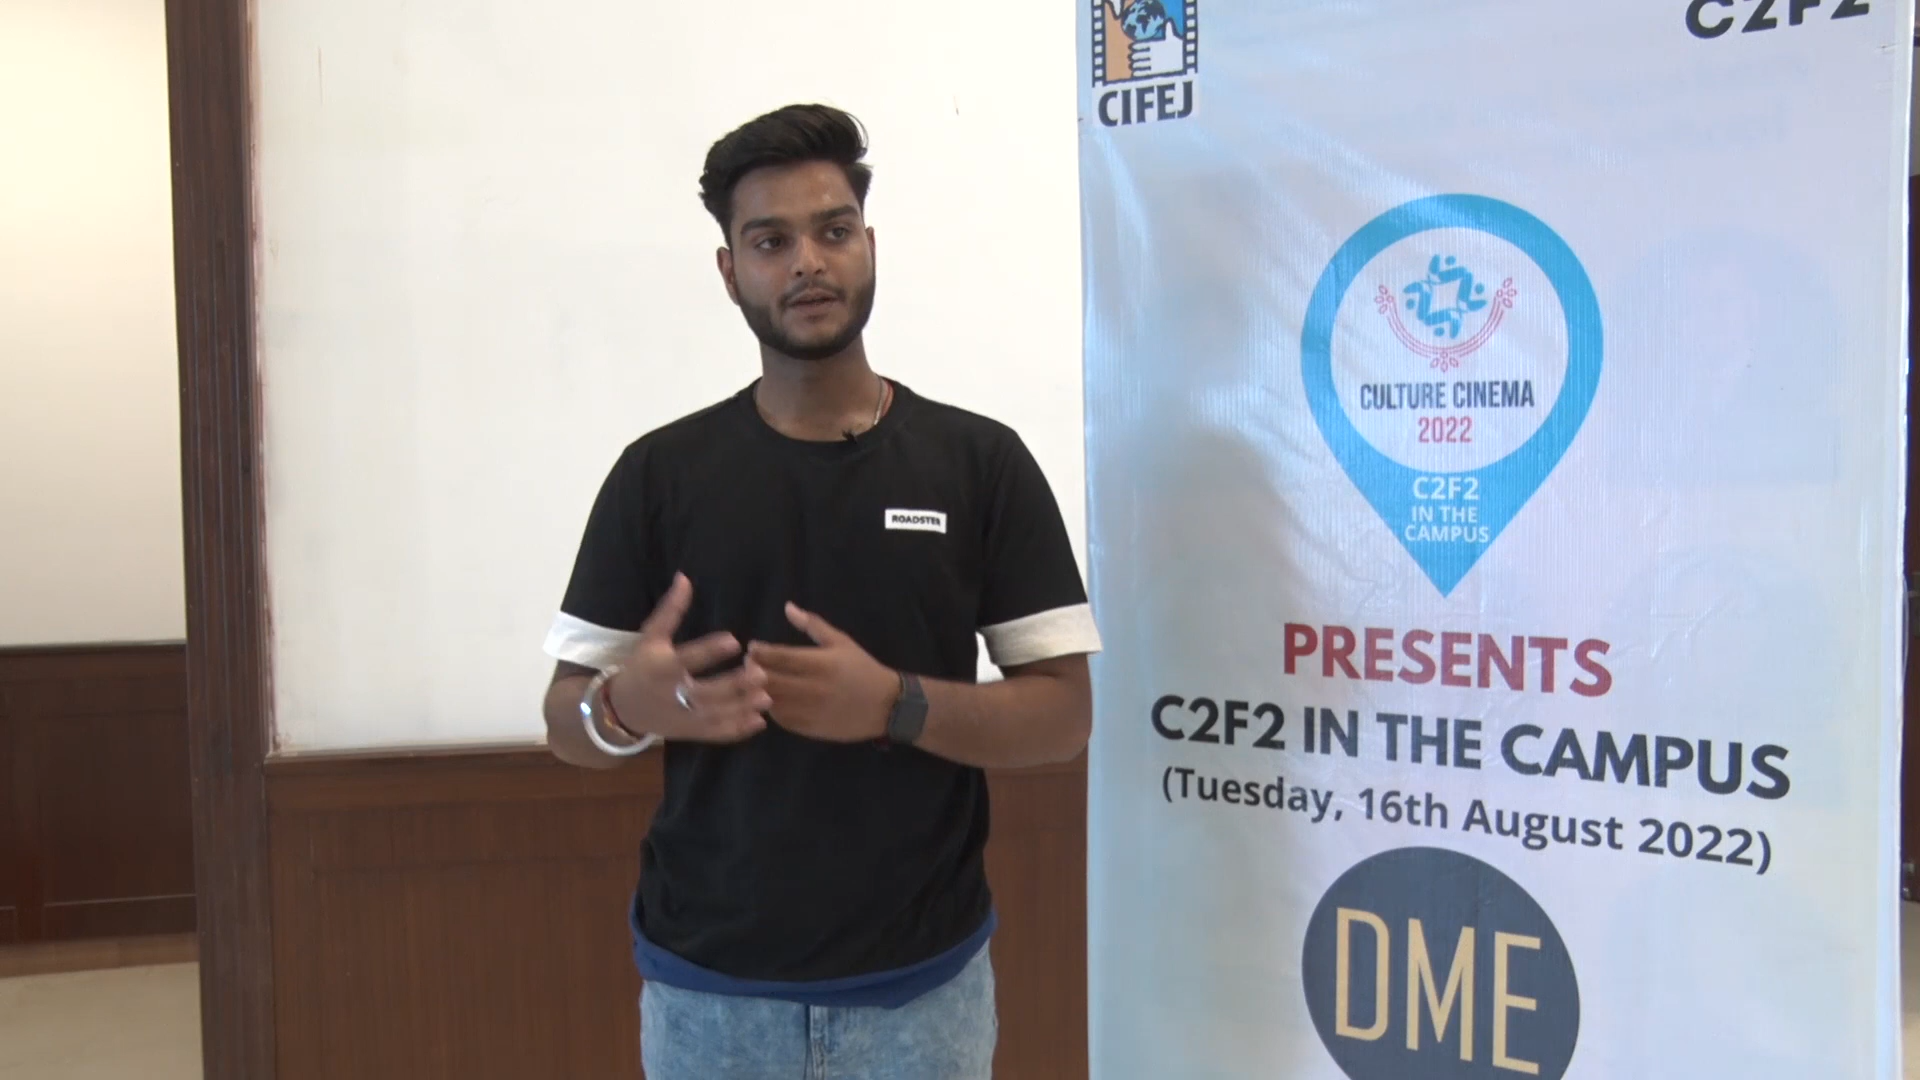 C2F2
CIFEJ
CULTURE CINEMA
2022
C2F2
IN THE
CAMPUS
PRESENTS
C2F2 IN THE CAMPUS
(Tuesday, 16th August 2022)
DME
ROADSTER